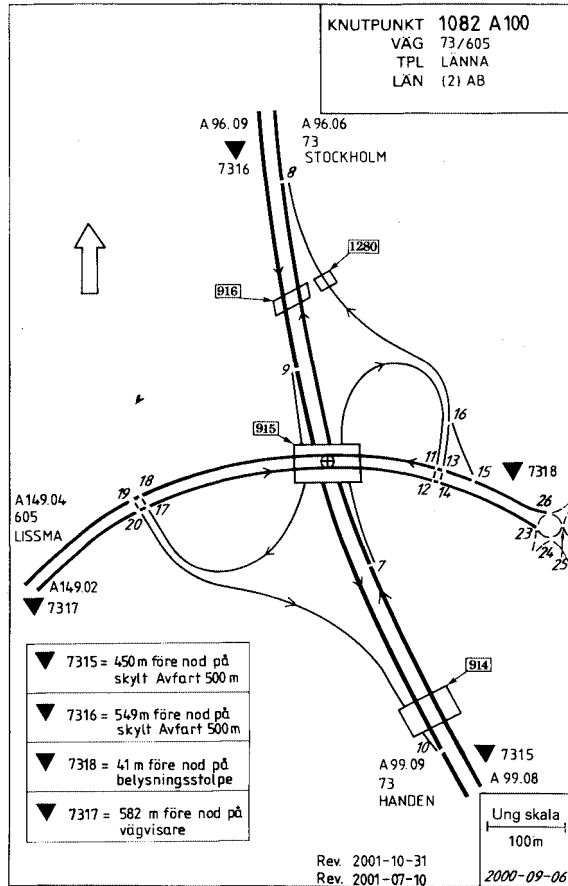 KNUTPUNKT 1082 A100
VÄG 73/605
TPL LÄNNA
LÄN (2) AB
A 96.09
A 96.06
73
STOCKHOLM
7316
8
1280
916
9
16
915
11
13
15
7318
12
14
26
23
24
25
18
19
17
20
A149.04
605
LISSMA
A149.02
7317
7
914
10
7315
A 99.09
73
HANDEN
A 99.08
7315 = 450 m före nod på
skylt Avfart 500 m
7316 = 549 m före nod på
skylt Avfart 500m
7318 = 41 m före nod på
belysningsstolpe
7317 = 582 m före nod på
vägvisare
Ung skala
100m
Rev. 2001-10-31
Rev. 2001-07-10
2000-09-06